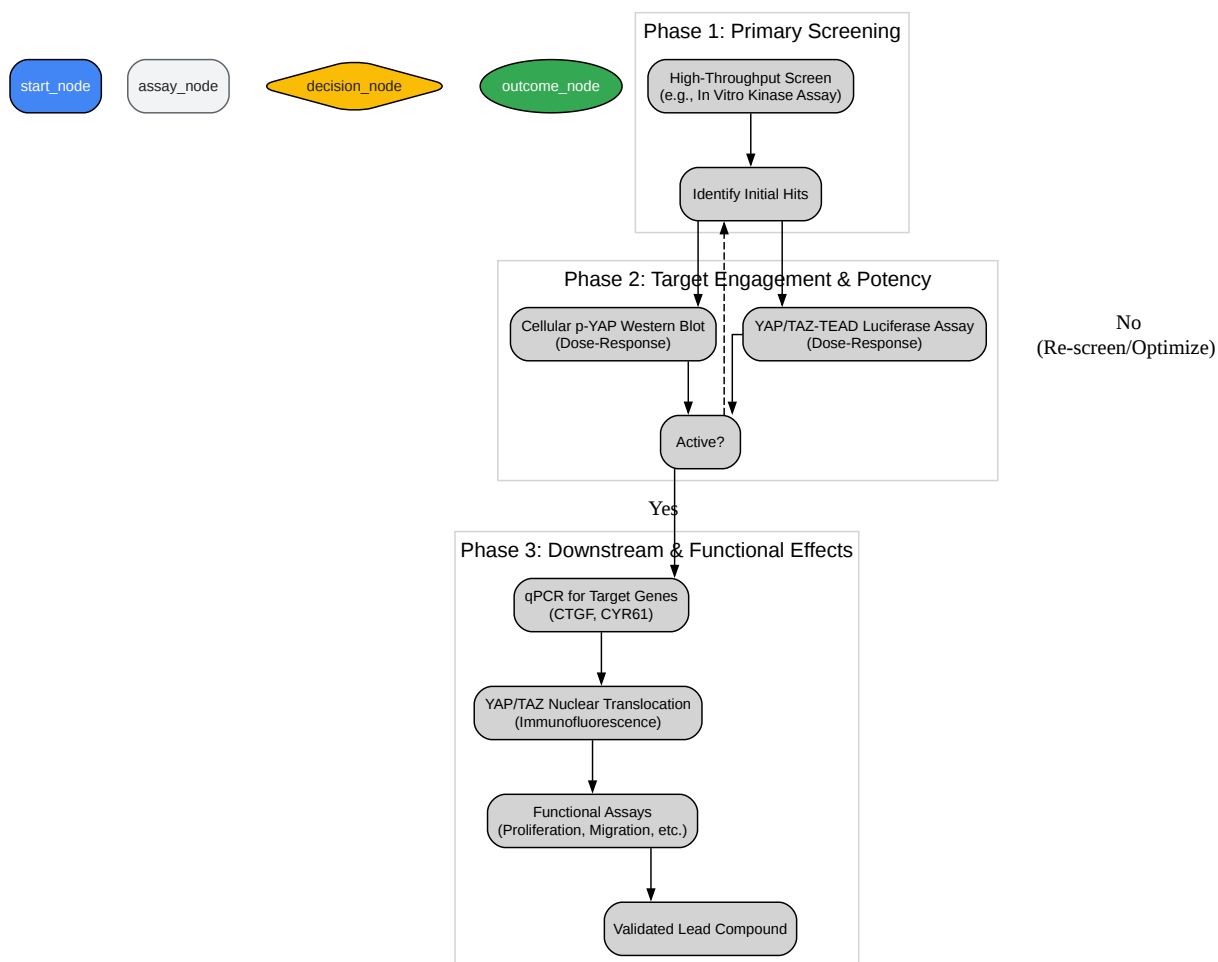 Phase 1: Primary Screening
start_node
assay_node
decision_node
outcome_node
High-Throughput Screen
(e.g., In Vitro Kinase Assay)
Identify Initial Hits
Phase 2: Target Engagement & Potency
Cellular p-YAP Western Blot
(Dose-Response)
YAP/TAZ-TEAD Luciferase Assay
(Dose-Response)
No
(Re-screen/Optimize)
Active?
Yes
Phase 3: Downstream & Functional Effects
qPCR for Target Genes
(CTGF, CYR61)
YAP/TAZ Nuclear Translocation
(Immunofluorescence)
Functional Assays
(Proliferation, Migration, etc.)
Validated Lead Compound